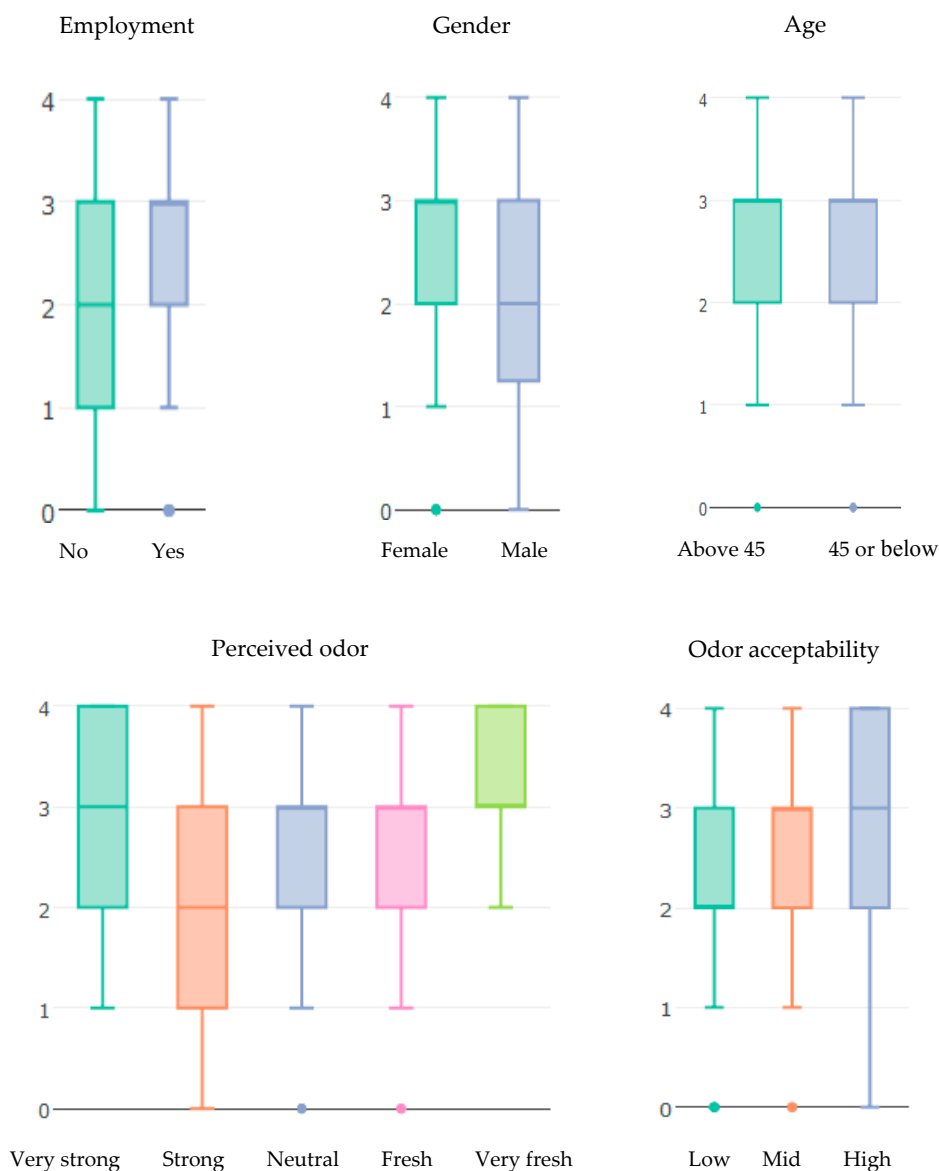 Employment Gender Age
4 4 4
3 3 3
2 2 2
1 1 1
0 0 0
No Yes Female Male Above 45 45 or below
Perceived odor Odor acceptability
4 4
3 3
2 2
1 1
0 0
Very strong Strong Neutral Fresh Very fresh Low Mid High